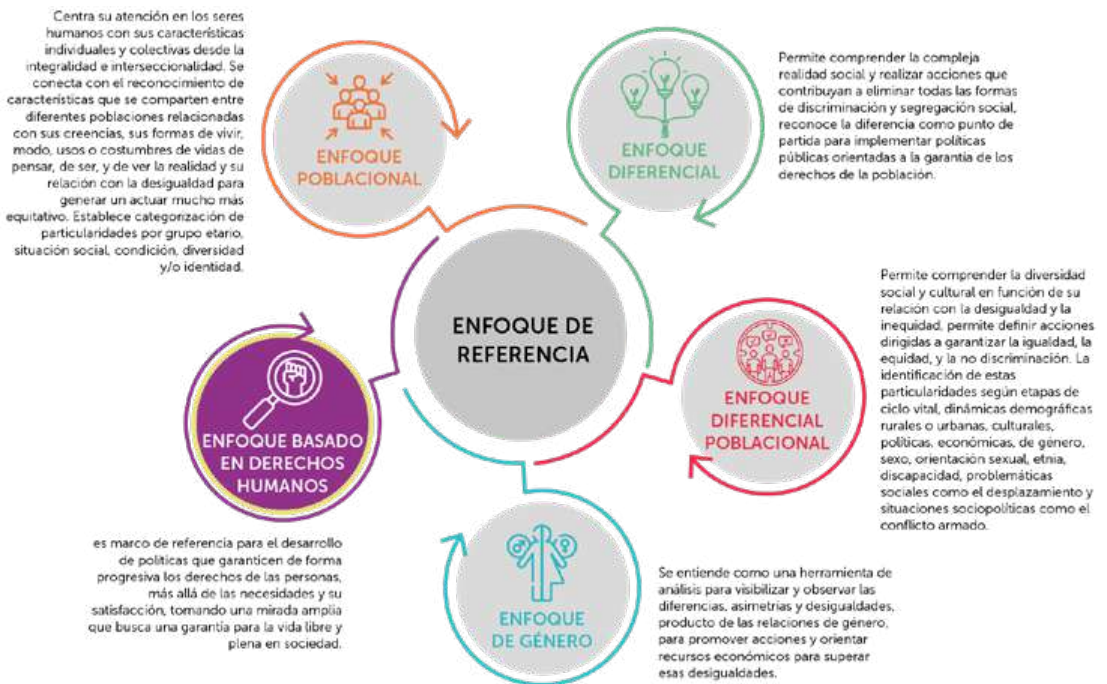 Centra su atención en los seres
humanos con sus características
individuales y colectivas desde la
integralidad e interseccionalidad. Se
conecta con el reconocimiento de
características que se comparten entre
diferentes poblaciones relacionadas
con sus creencias, sus formas de vivir,
modo, usos o costumbres de vidas de
pensar, de ser, y de ver la realidad y su
relación con la desigualdad para
generar un actuar mucho más
equitativo. Establece categorización de
particularidades por grupo etario,
situación social, condición, diversidad
y/o identidad.
ENFOQUE
POBLACIONAL
ENFOQUE
DIFERENCIAL
Permite comprender la compleja
realidad social y realizar acciones que
contribuyan a eliminar todas las formas
de discriminación y segregación social,
reconoce la diferencia como punto de
partida para implementar políticas
públicas orientadas a la garantía de los
derechos de la población.
ENFOQUE DE
REFERENCIA
ENFOQUE
DIFERENCIAL
POBLACIONAL
Permite comprender la diversidad
social y cultural en función de su
relación con la desigualdad y la
inequidad, permite definir acciones
dirigidas a garantizar la igualdad, la
equidad, y la no discriminación. La
identificación de estas
particularidades según etapas de
ciclo vital, dinámicas demográficas
rurales o urbanas, culturales,
políticas, económicas, de género,
sexo, orientación sexual, etnia,
discapacidad, problemáticas
sociales como el desplazamiento y
situaciones sociopolíticas como el
conflicto armado.
ENFOQUE BASADO
EN DERECHOS
HUMANOS
es marco de referencia para el desarrollo
de políticas que garanticen de forma
progresiva los derechos de las personas,
más allá de las necesidades y su
satisfacción, tomando una mirada amplia
que busca una garantía para la vida libre y
plena en sociedad.
ENFOQUE
DE GÉNERO
Se entiende como una herramienta de
análisis para visibilizar y observar las
diferencias, asimetrías y desigualdades,
producto de las relaciones de género,
para promover acciones y orientar
recursos económicos para superar
esas desigualdades.